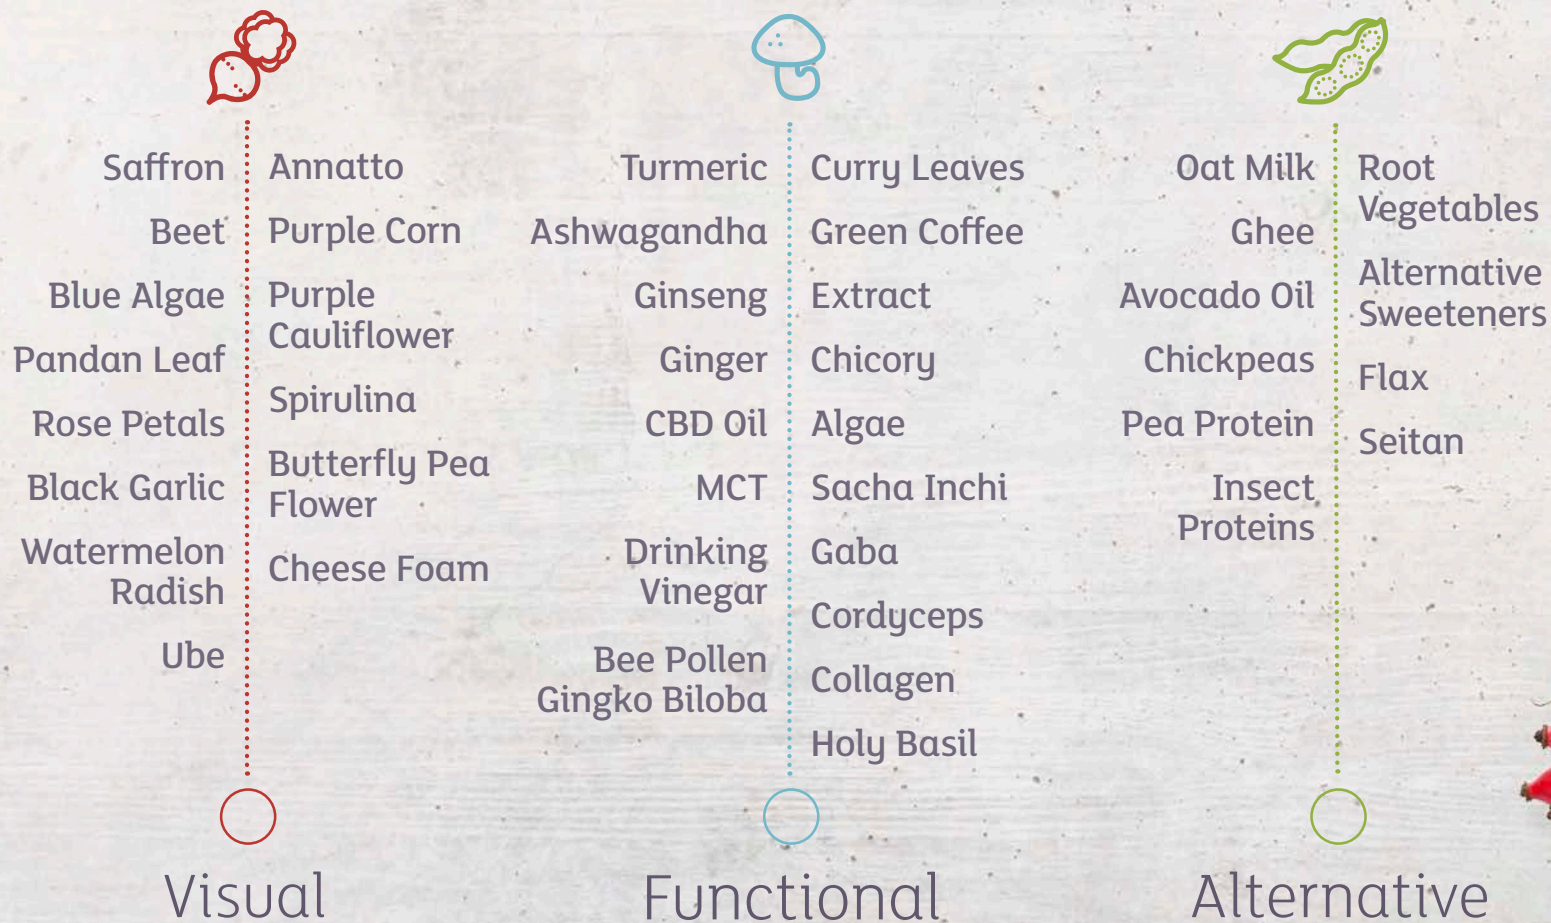 Saffron
Beet
Blue Algae
Pandan Leaf
Rose Petals
Black Garlic
Watermelon
Radish
Ube
Annatto
Purple Corn
Purple
Cauliflower
Spirulina
Butterfly Pea
Flower
Cheese Foam
Visual
Turmeric
Ashwagandha
Ginseng
Ginger
CBD Oil
MCT
Drinking
Vinegar
Bee Pollen
Gingko Biloba
Curry Leaves
Green Coffee
Extract
Chicory
Algae
Sacha Inchi
Gaba
Cordyceps
Collagen
Holy Basil
Functional
Oat Milk
Ghee
Avocado Oil
Chickpeas
Pea Protein
Insect
Proteins
Root
Vegetables
Alternative
Sweeteners
Flax
Seitan
Alternative